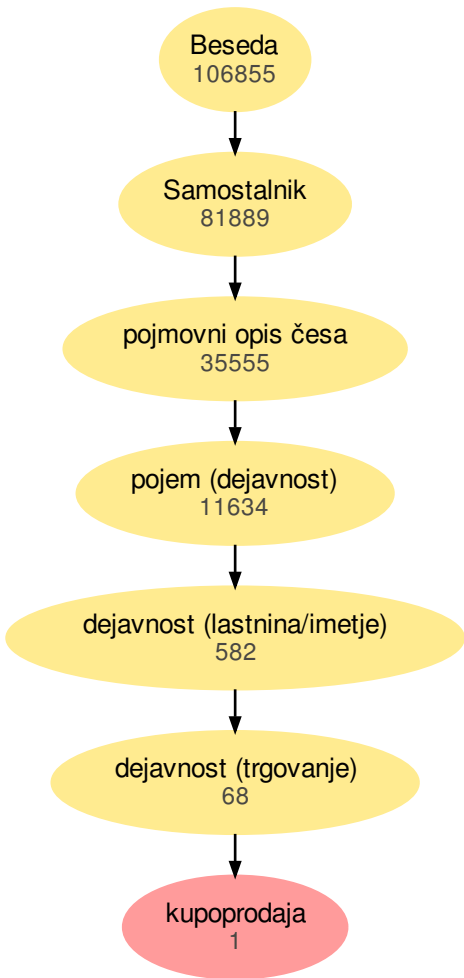 Beseda
106855
Samostalnik
81889
pojmovni opis česa
35555
pojem (dejavnost)
11634
dejavnost (lastnina/imetje)
582
dejavnost (trgovanje)
68
kupoprodaja
1